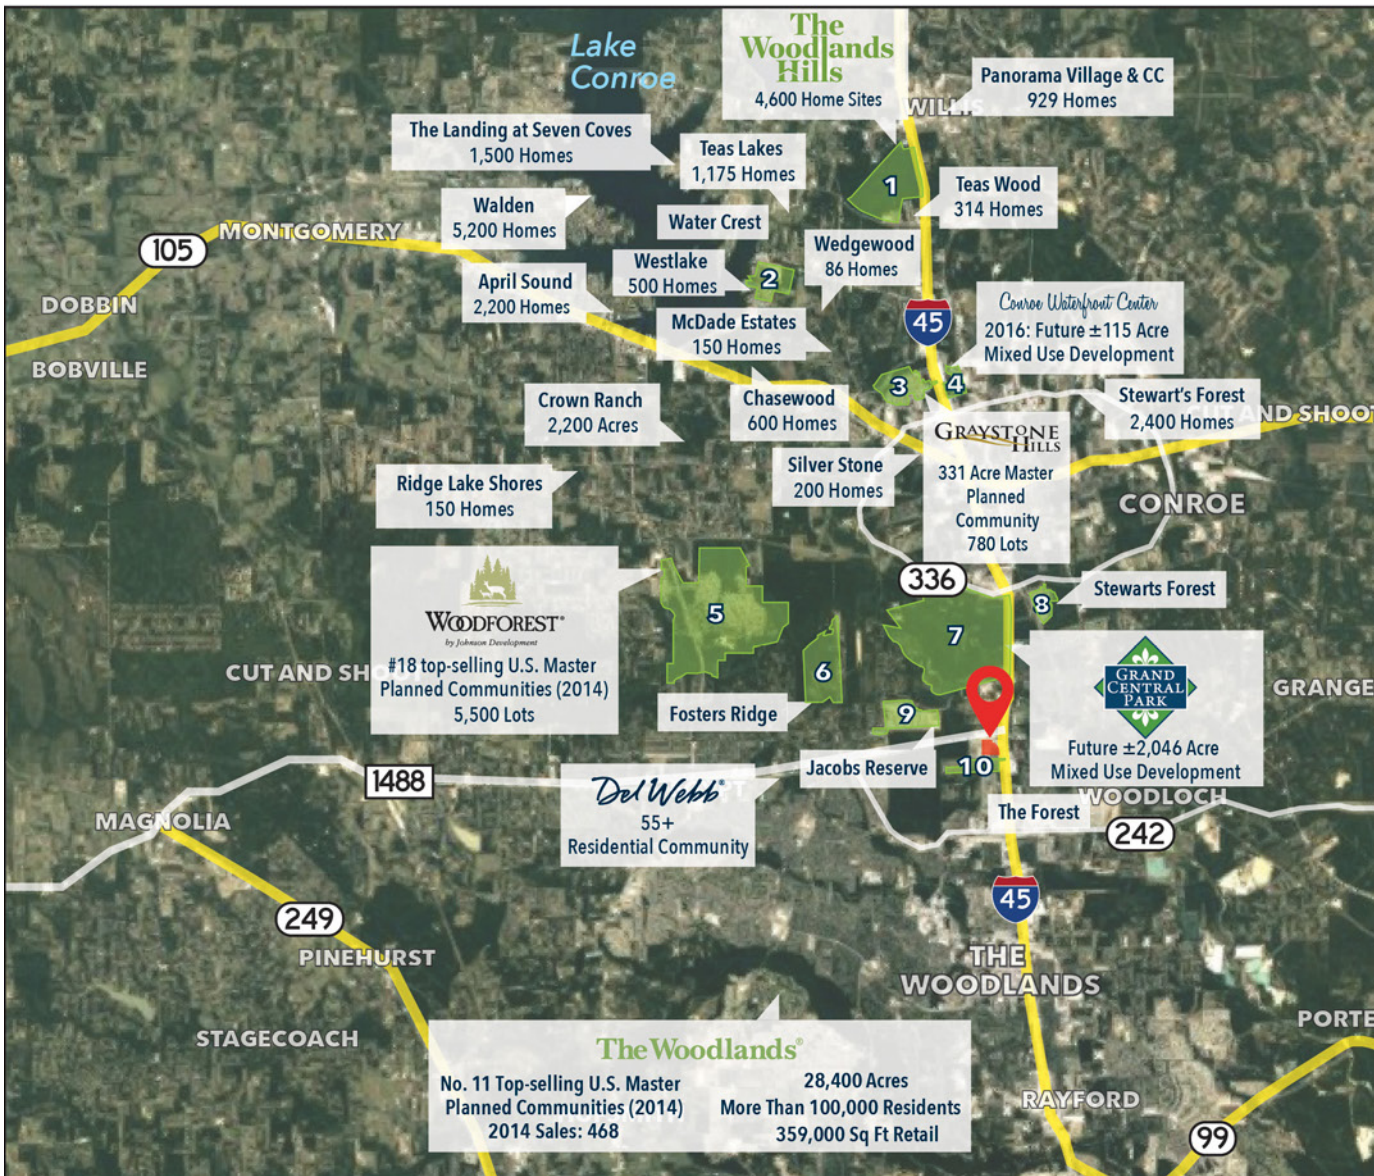 Lake
Conroe
The
Woodlands
Hills
4,600 Home Sites
WILLIS
Panorama Village & CC
929 Homes
The Landing at Seven Coves
1,500 Homes
Teas Lakes
1,175 Homes
1
Teas Wood
314 Homes
Walden
5,200 Homes
Water Crest
105
MONTGOMERY
Wedgewood
86 Homes
Westlake
500 Homes
2
April Sound
2,200 Homes
DOBBIN
BOBVILLE
McDade Estates
150 Homes
45
Conroe Waterfront Center
2016: Future ±115 Acre
Mixed Use Development
3
4
Crown Ranch
2,200 Acres
Chasewood
600 Homes
Stewart's Forest
2,400 Homes
CUT AND SHOOT
GRAYSTONE
HILLS
331 Acre Master
Planned
Community
780 Lots
Silver Stone
200 Homes
Ridge Lake Shores
150 Homes
CONROE
336
WOODFOREST®
by Johnson Development
#18 top-selling U.S. Master
Planned Communities (2014)
5,500 Lots
5
6
7
8
Stewarts Forest
CUT AND SHOOT
GRAND
CENTRAL
PARK
Future ±2,046 Acre
Mixed Use Development
GRANGE
Fosters Ridge
9
Jacobs Reserve
10
1488
Del Webb®
55+
Residential Community
WOODLOCH
The Forest
242
MAGNOLIA
45
249
PINEHURST
THE
WOODLANDS
STAGECOACH
PORTE
The Woodlands®
No. 11 Top-selling U.S. Master
Planned Communities (2014)
2014 Sales: 468
28,400 Acres
More Than 100,000 Residents
359,000 Sq Ft Retail
RAYFORD
99